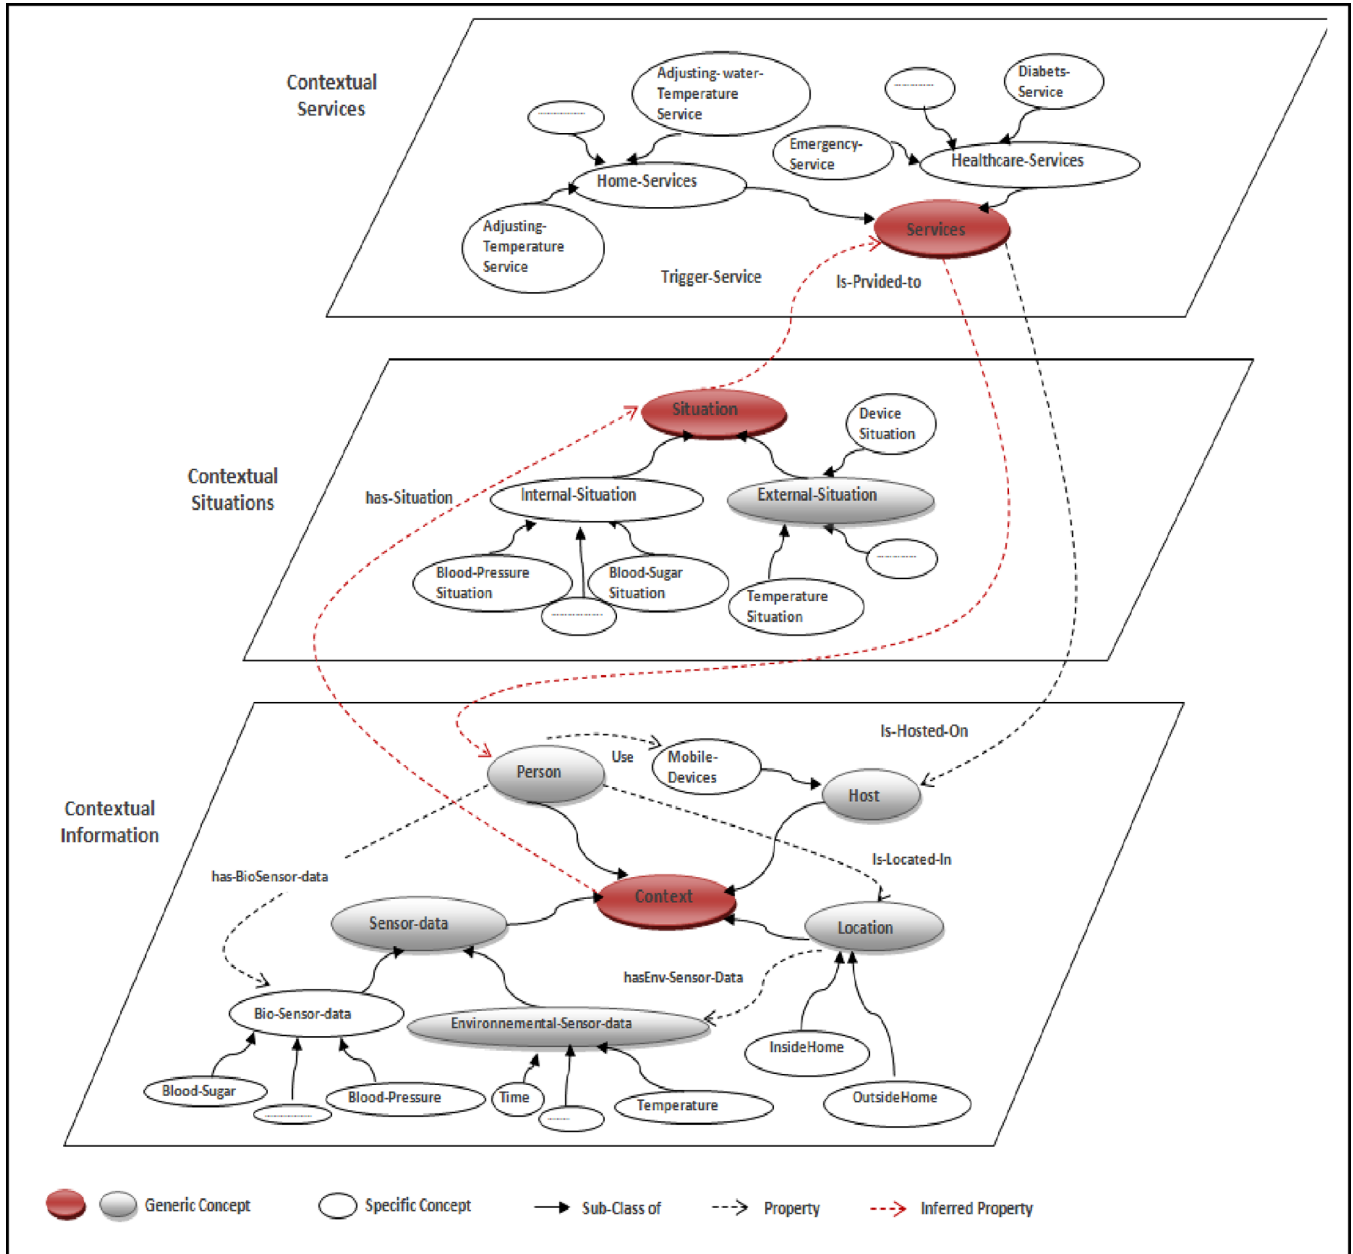 Contextual
Services
Adjusting-water-
Temperature
Service
Diabets-
Service
Emergency-
Service
Healthcare-Services
Home-Services
Adjusting-
Temperature
Service
Services
Trigger-Service
Is-Prvided-to
Contextual
Situations
Situation
Device
Situation
has-Situation
Internal-Situation
External-Situation
Blood-Pressure
Situation
Blood-Sugar
Situation
Temperature
Situation
Contextual
Information
Person
Use
Mobile-
Devices
Is-Hosted-On
Host
has-BioSensor-data
Is-Located-In
Context
Sensor-data
Location
hasEnv-Sensor-Data
Bio-Sensor-data
Environnemental-Sensor-data
InsideHome
Blood-Sugar
Blood-Pressure
Time
Temperature
OutsideHome
Generic Concept
Specific Concept
Sub-Class of
Property
Inferred Property